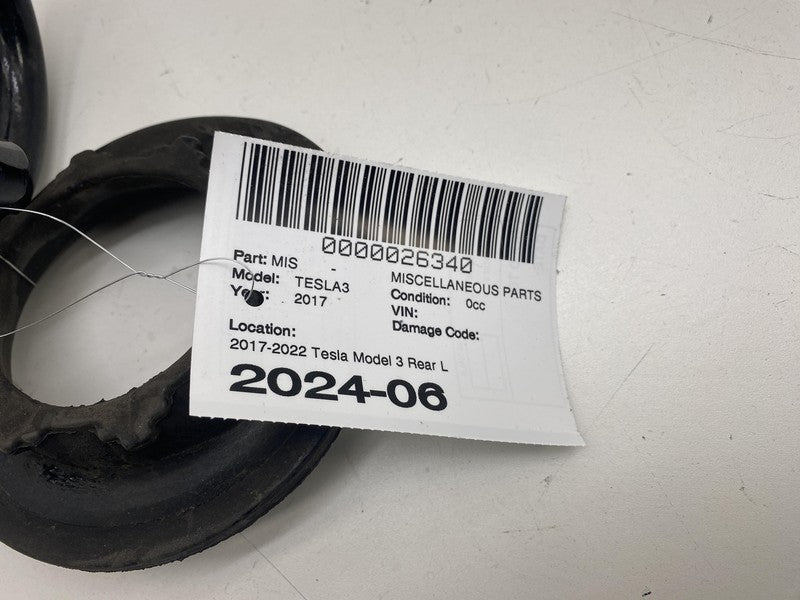 0000026340
Part: MIS - MISCELLANEOUS PARTS
Model: TESLA3 Condition: 0cc
Year: 2017 VIN:
Damage Code:
Location:
2017-2022 Tesla Model 3 Rear L
2024-06